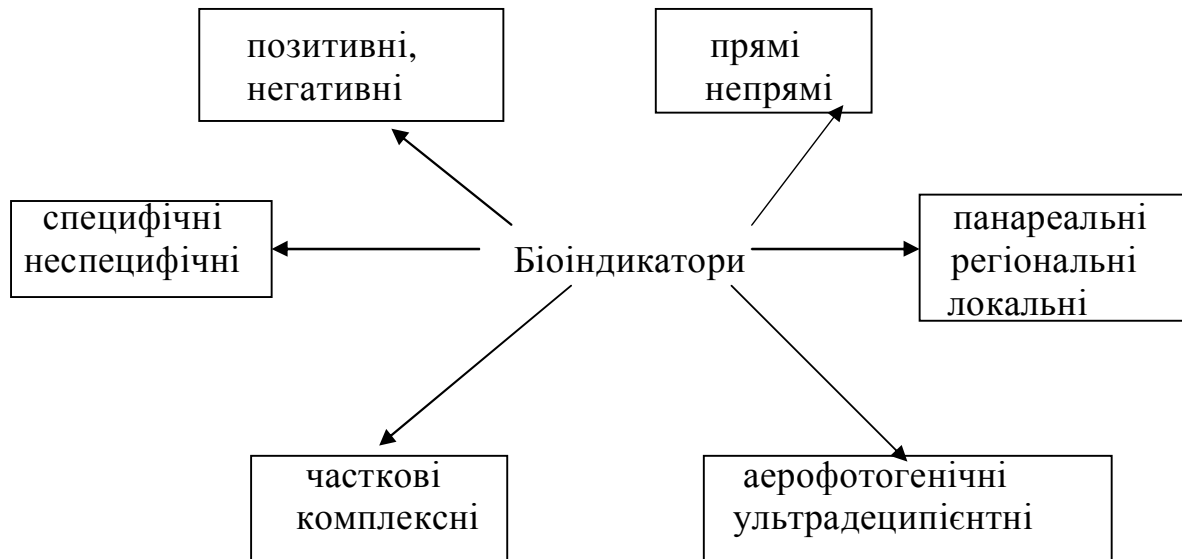 позитивні,
негативні
прямі
непрямі
специфічні
неспецифічні
Біоіндикатори
панареальні
регіональні
локальні
часткові
комплексні
аерофотогенічні
ультрадеципієнтні